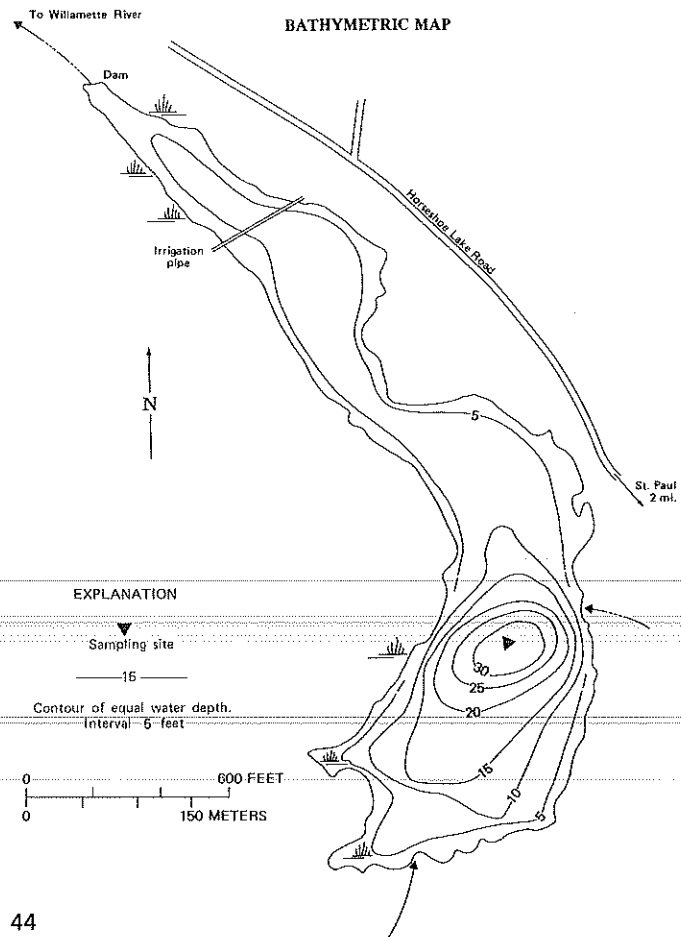 To Willamette River
BATHYMETRIC MAP
Dam
Horseshoe Lake Road
Irrigation
pipe
N
5
St. Paul
2 mi.
EXPLANATION
Sampling site
15
Contour of equal water depth.
Interval 5 feet
30
25
20
15
10
5
0
600 FEET
0
150 METERS
44